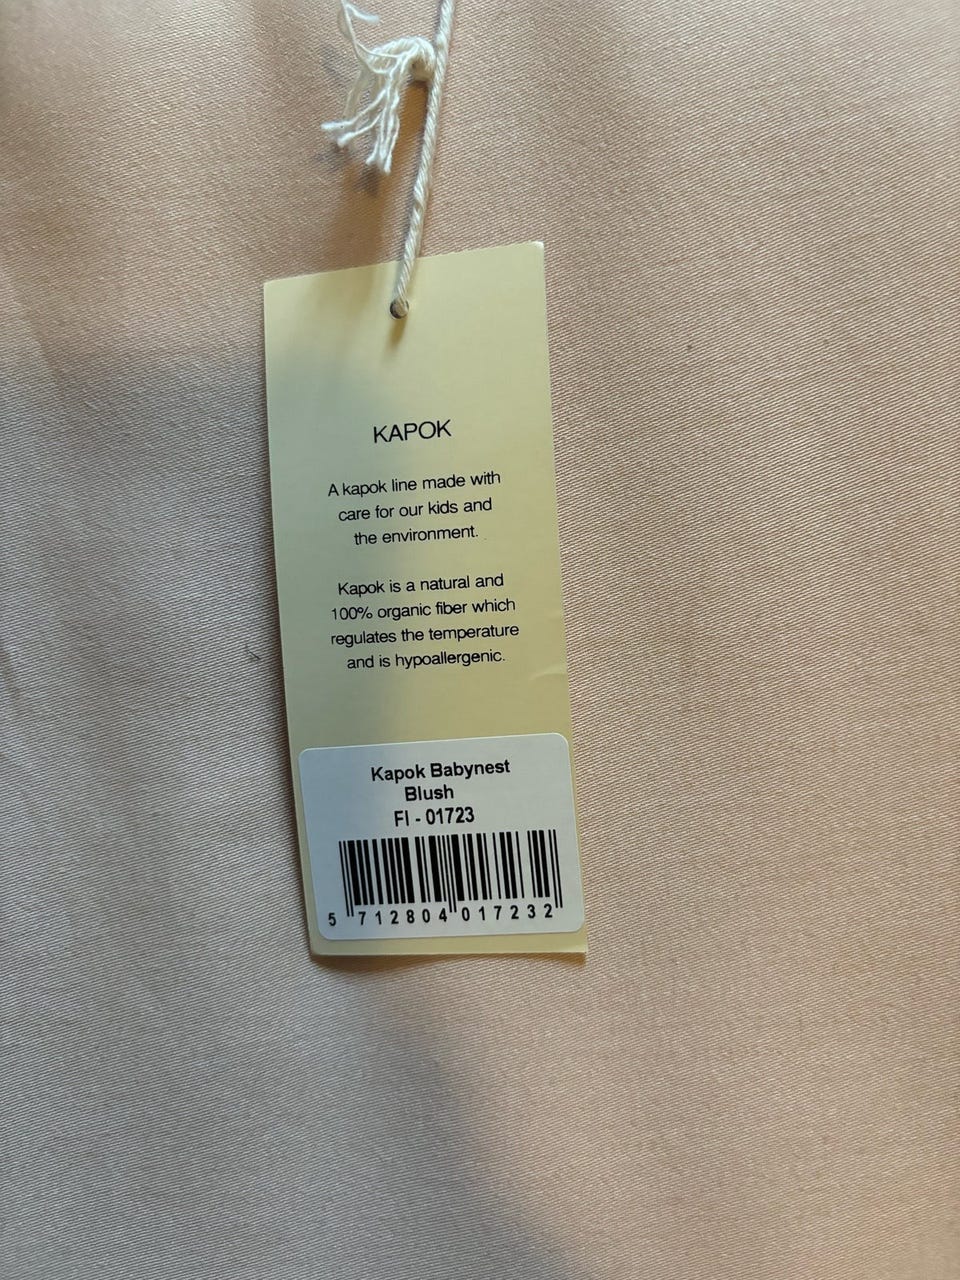 KAPOK
A kapok line made with
care for our kids and
the environment.
Kapok is a natural and
100% organic fiber which
regulates the temperature
and is hypoallergenic.
Kapok Babynest
Blush
FI - 01723
5 712804 017232